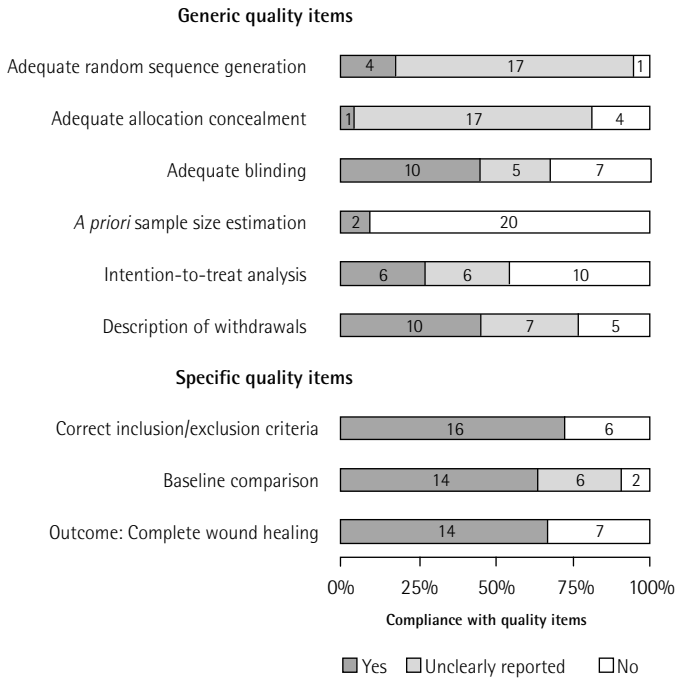 Generic quality items
Adequate random sequence generation 4 17 1
Adequate allocation concealment 1 17 4
Adequate blinding 10 5 7
A priori sample size estimation 2 20
Intention-to-treat analysis 6 6 10
Description of withdrawals 10 7 5
Specific quality items
Correct inclusion/exclusion criteria 16 6
Baseline comparison 14 6 2
Outcome: Complete wound healing 14 7
0% 25% 50% 75% 100%
Compliance with quality items
Yes Unclearly reported No